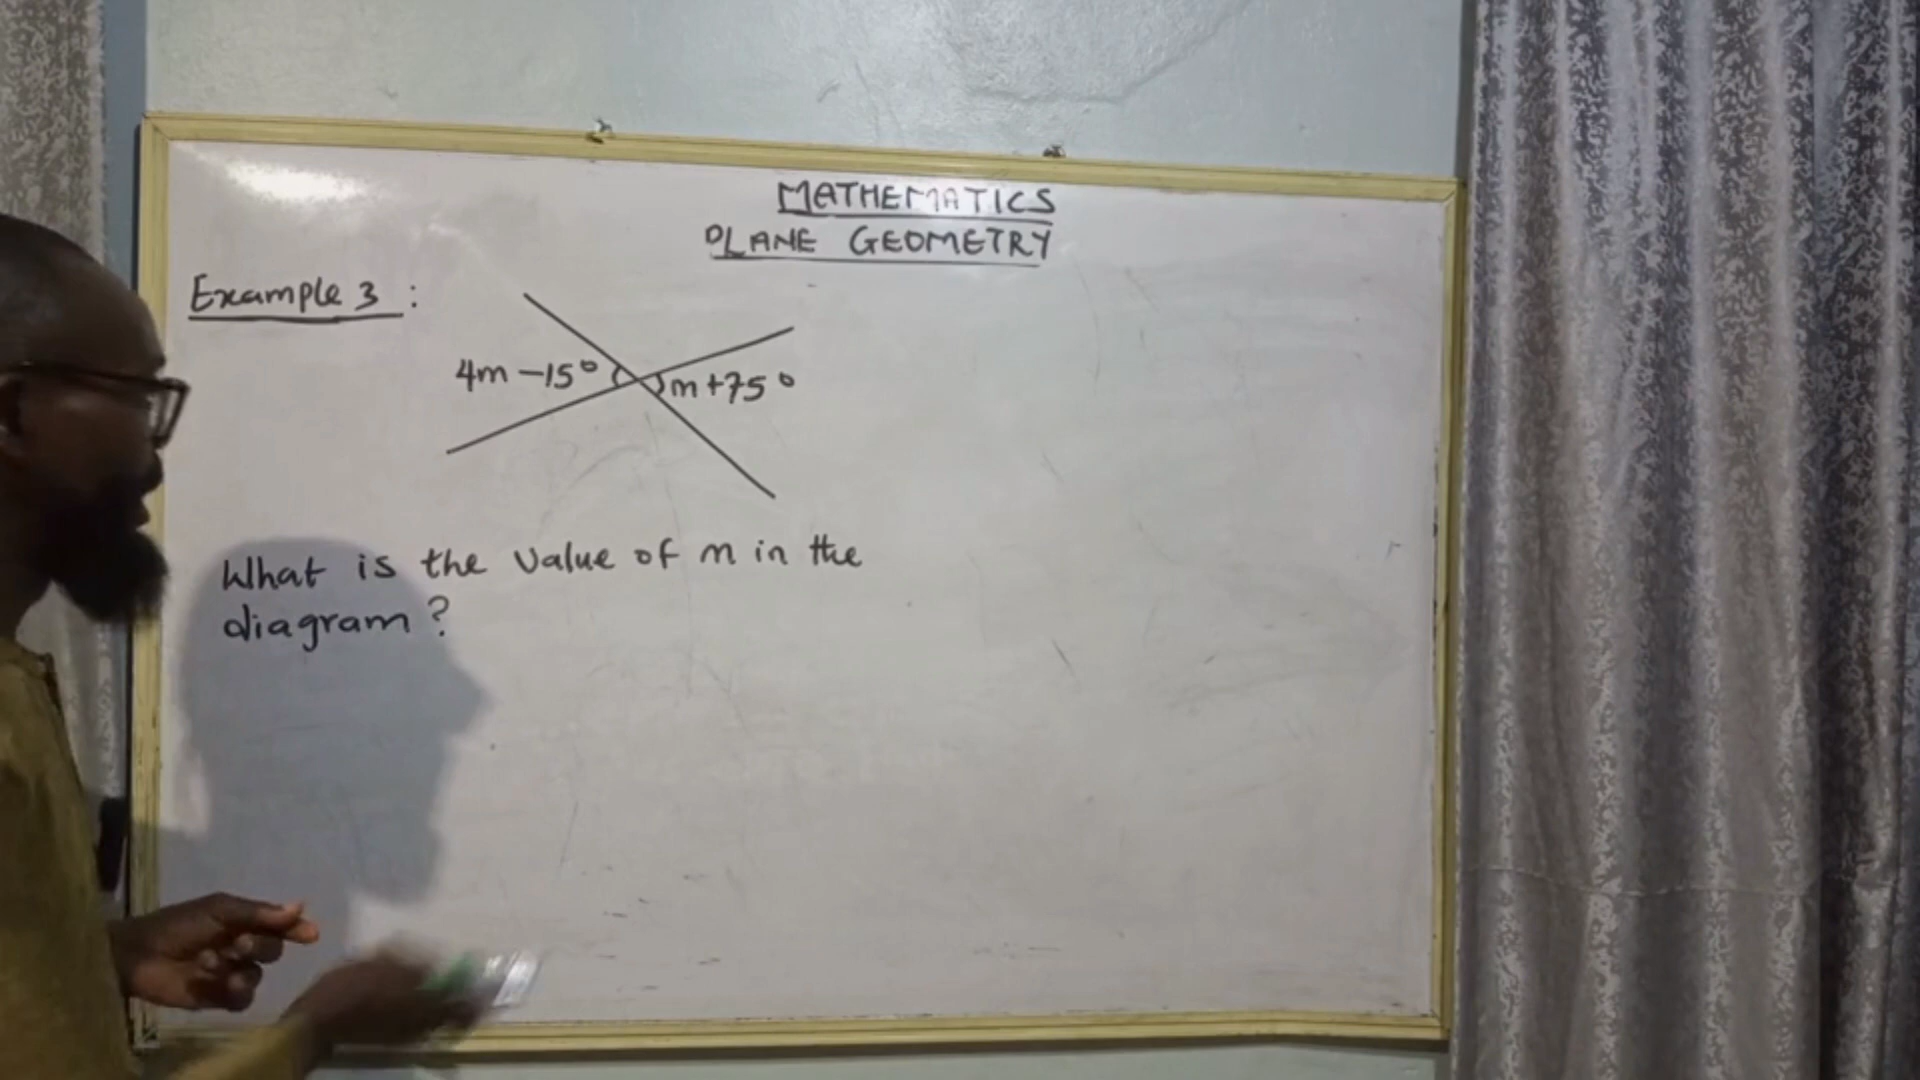 MATHEMATICS
PLANE GEOMETRY
Example 3 :
4m -15° m+75°
What is the value of m in the
diagram?